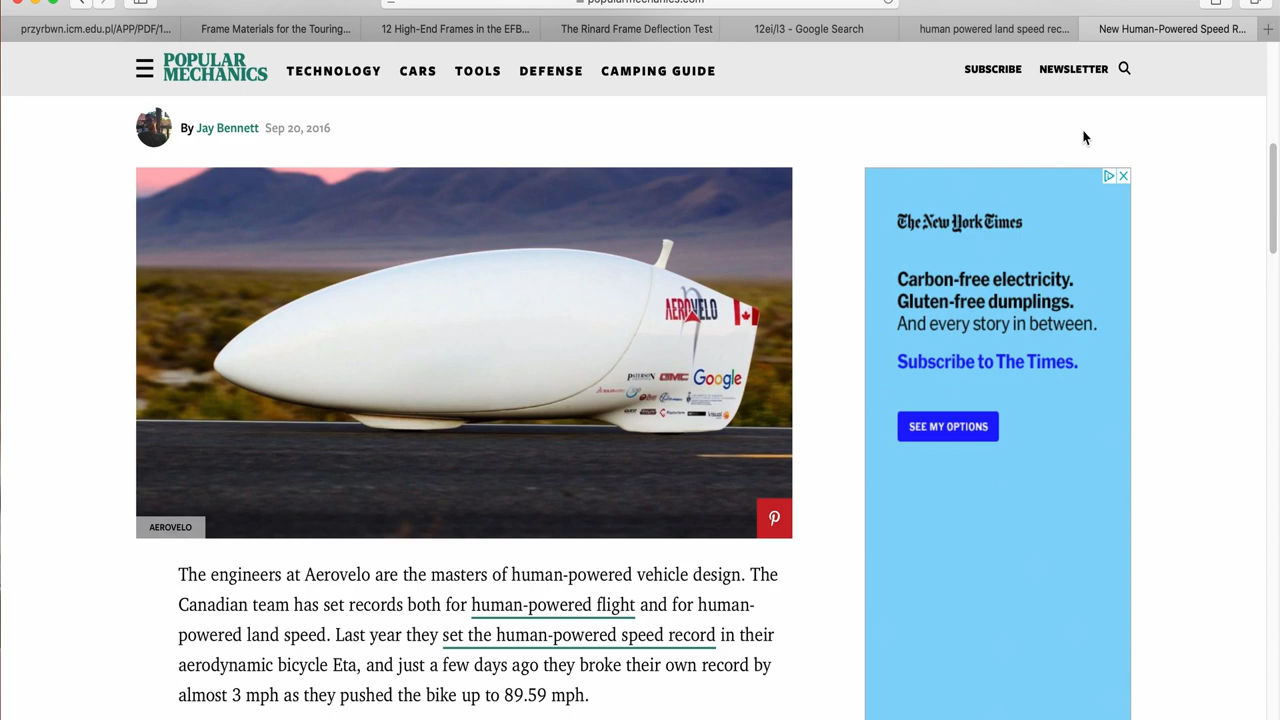 popularmechanics.com
przyrbwn.icm.edu.pl/APP/PDF/1...
Frame Materials for the Touring...
12 High-End Frames in the EFB...
The Rinard Frame Deflection Test
12ei/l3 - Google Search
human powered land speed rec...
New Human-Powered Speed R...
POPULAR
MECHANICS
TECHNOLOGY
CARS
TOOLS
DEFENSE
CAMPING GUIDE
SUBSCRIBE
NEWSLETTER
By Jay Bennett Sep 20, 2016
AEROVELO
GMC
Google
AEROVELO
The engineers at Aerovelo are the masters of human-powered vehicle design. The
Canadian team has set records both for human-powered flight and for human-
powered land speed. Last year they set the human-powered speed record in their
aerodynamic bicycle Eta, and just a few days ago they broke their own record by
almost 3 mph as they pushed the bike up to 89.59 mph.
The New York Times
Carbon-free electricity.
Gluten-free dumplings.
And every story in between.
Subscribe to The Times.
SEE MY OPTIONS